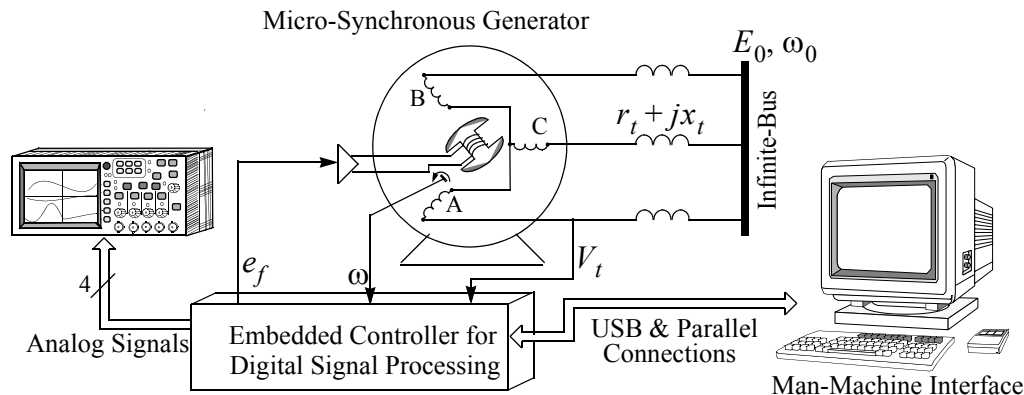 Micro-Synchronous Generator
E₀, ω₀
B
C
r_t + jx_t
Infinite-Bus
A
e_f
ω
V_t
4
Analog Signals
Embedded Controller for
Digital Signal Processing
USB & Parallel
Connections
Man-Machine Interface